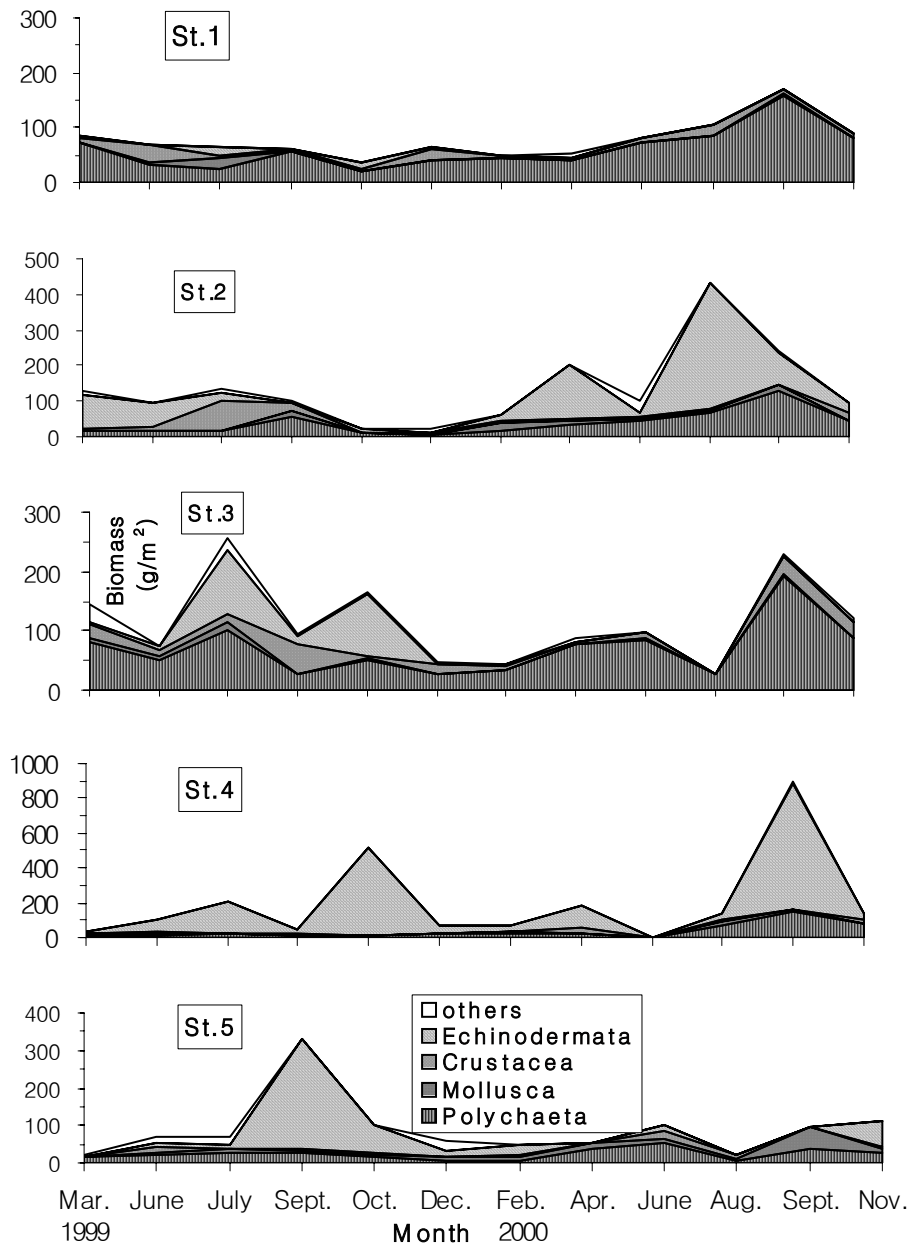 St.1
300
200
100
0
St.2
500
400
300
200
100
0
St.3
Biomass
(g/m²)
300
200
100
0
St.4
1000
800
600
400
200
0
St.5
400
300
200
100
0
others
Echinodermata
Crustacea
Mollusca
Polychaeta
Mar. June July Sept. Oct. Dec. Feb. Apr. June Aug. Sept. Nov.
1999 Month 2000